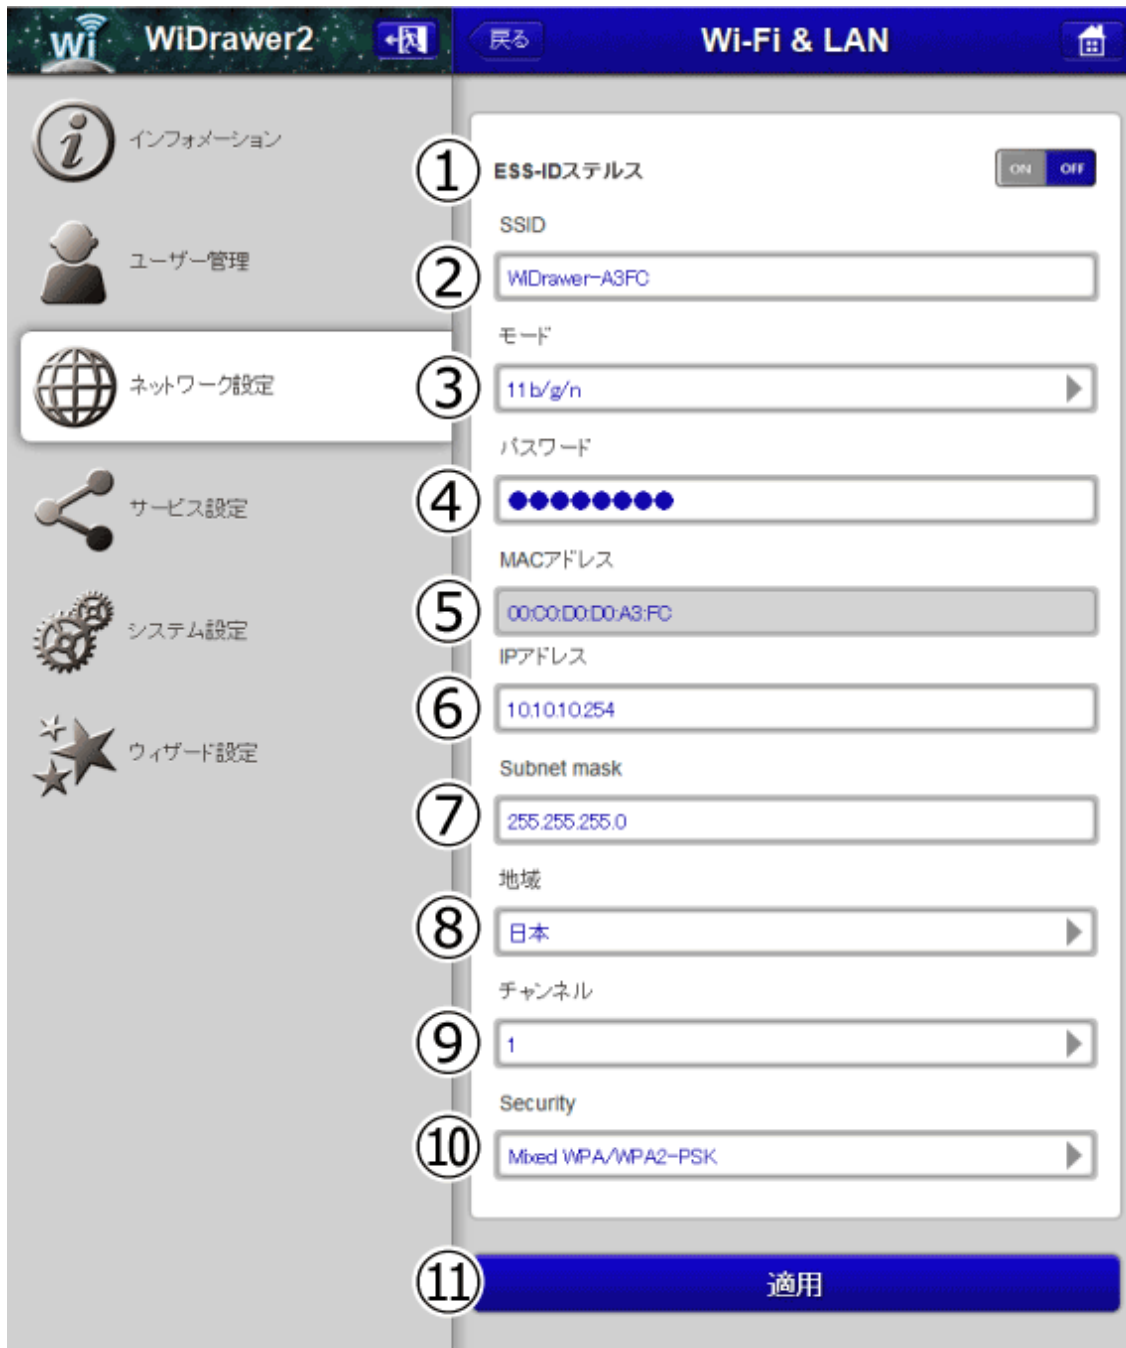 Wi WiDrawer2
戻る Wi-Fi & LAN
インフォメーション
ユーザー管理
ネットワーク設定
サービス設定
システム設定
ウィザード設定
① ESS-IDステルス ON OFF
SSID
② WiDrawer-A3FC
モード
③ 11b/g/n
パスワード
④ ●●●●●●●●
MACアドレス
⑤ 00:C0:D0:D0:A3:FC
IPアドレス
⑥ 10.10.10.254
Subnet mask
⑦ 255.255.255.0
地域
⑧ 日本
チャンネル
⑨ 1
Security
⑩ Mixed WPA/WPA2-PSK
⑪ 適用